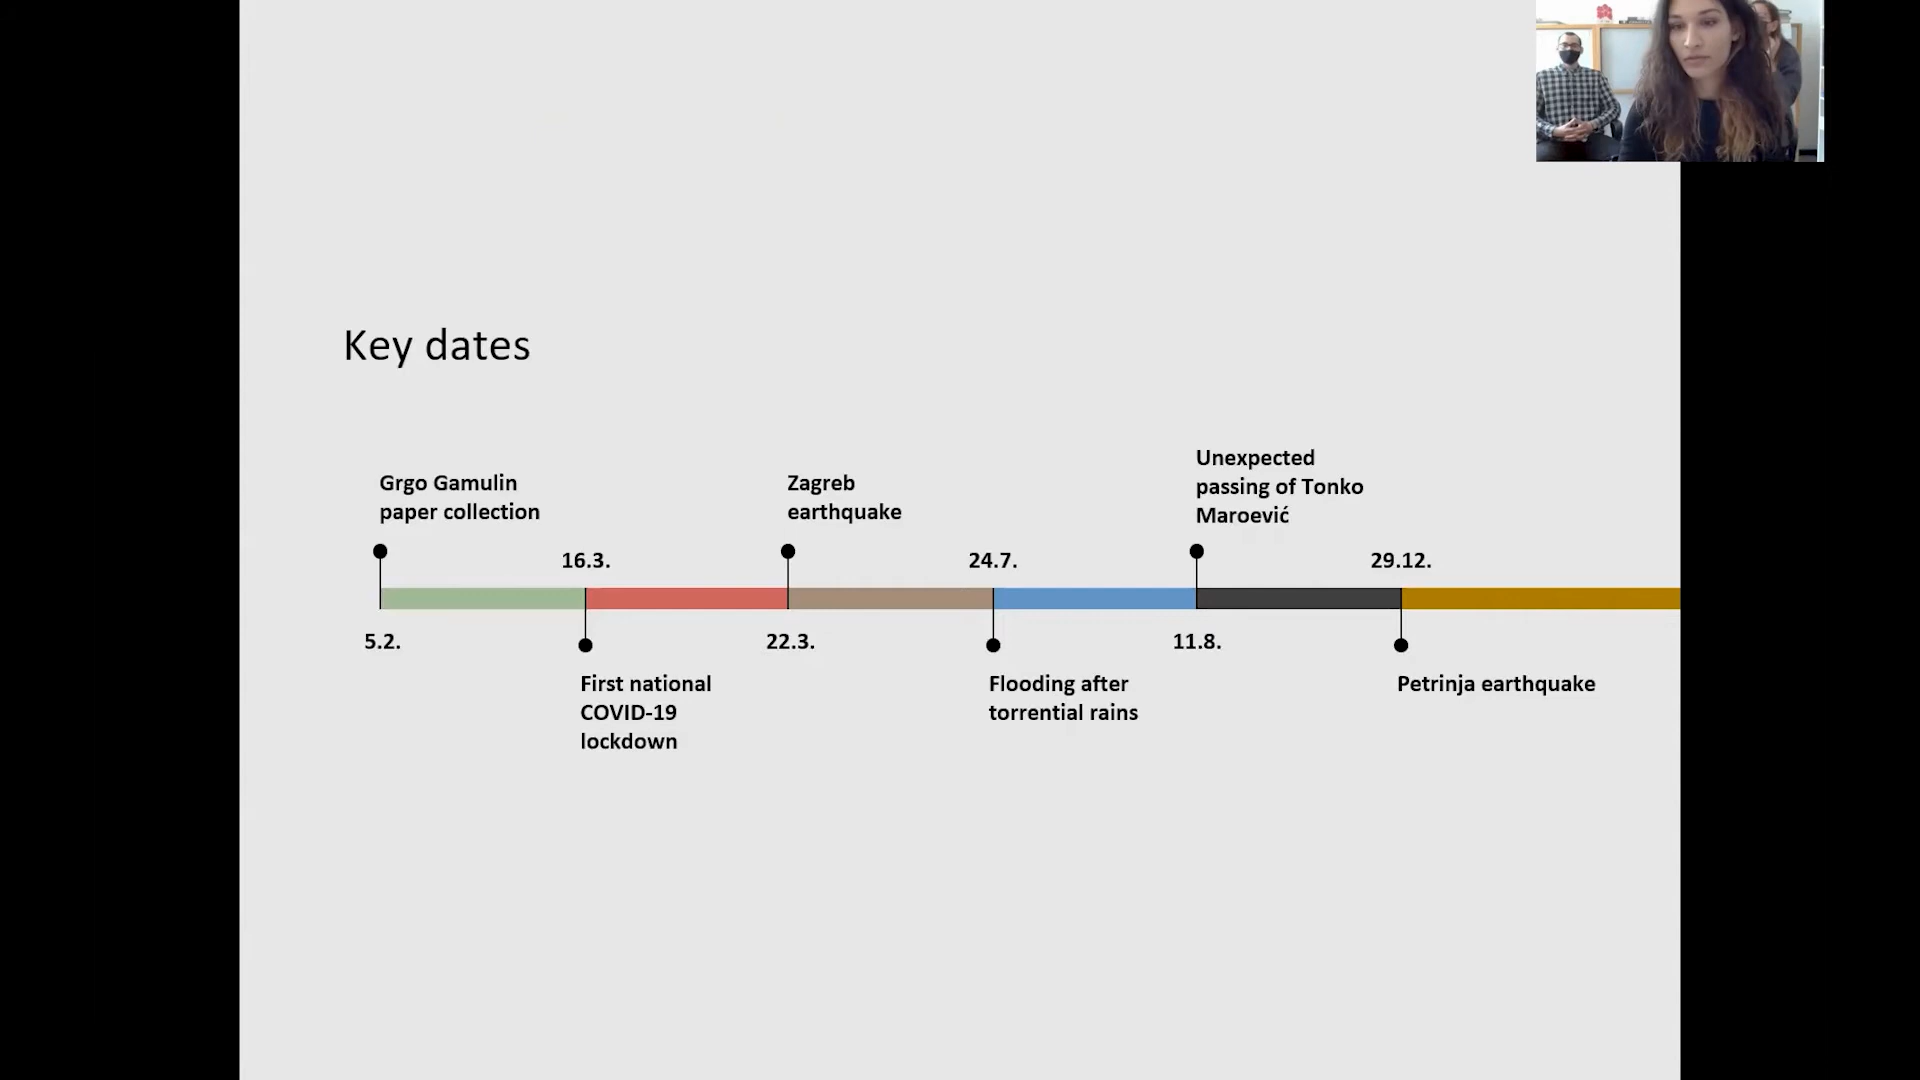 Key dates
Grgo Gamulin
paper collection
5.2.
16.3.
First national
COVID-19
lockdown
Zagreb
earthquake
22.3.
24.7.
Flooding after
torrential rains
Unexpected
passing of Tonko
Maroević
11.8.
29.12.
Petrinja earthquake